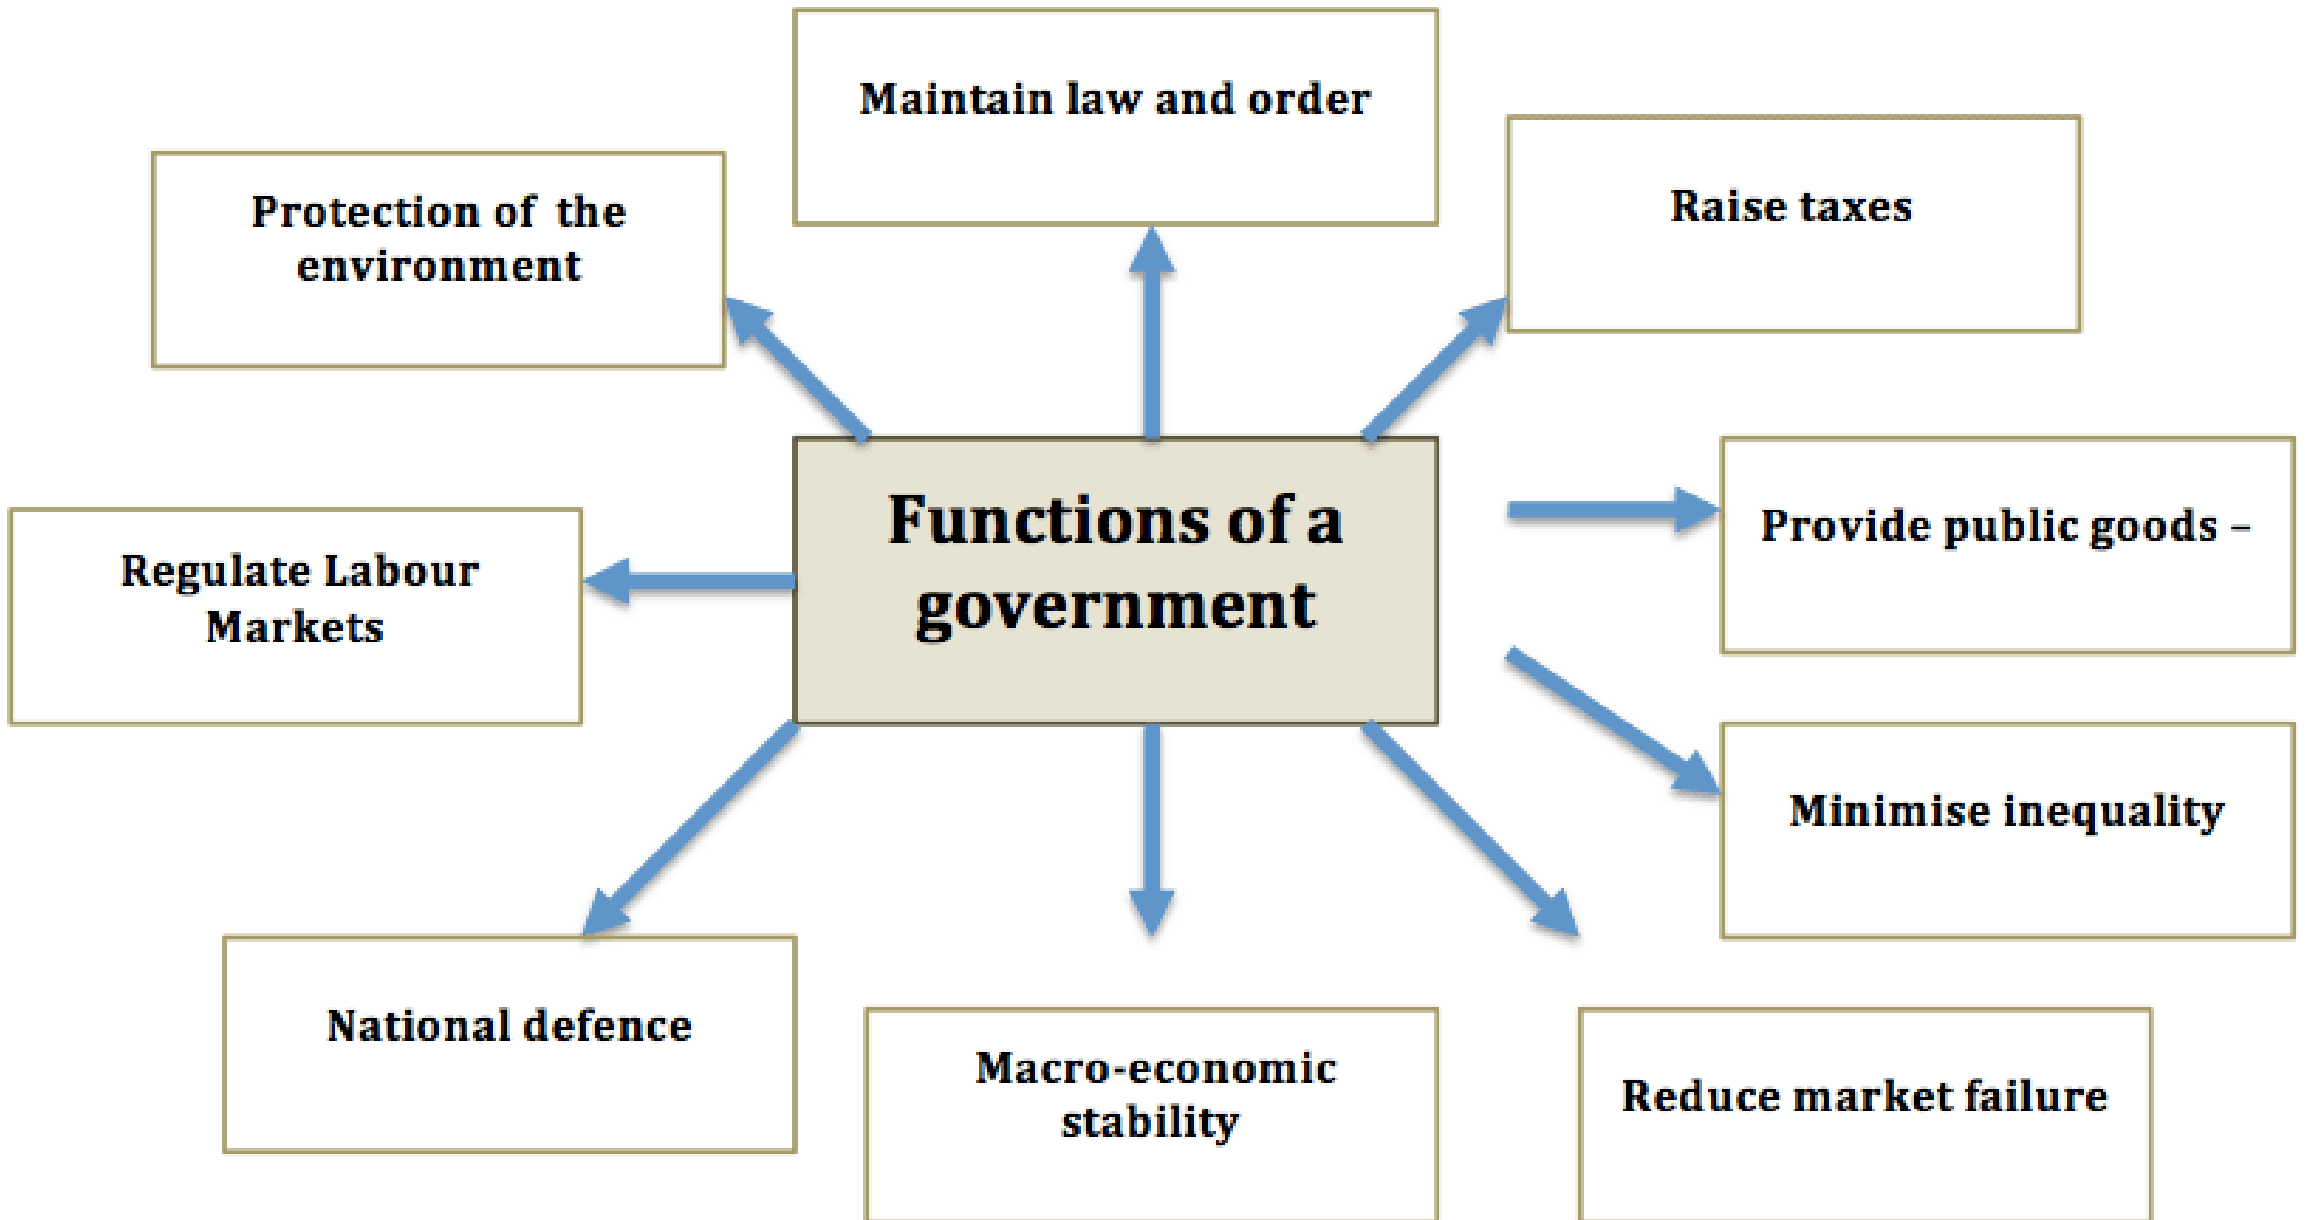 Maintain law and order
Raise taxes
Protection of  the
environment
Functions of a
government
Provide public goods –
Regulate Labour
Markets
Minimise inequality
National defence
Macro-economic
stability
Reduce market failure